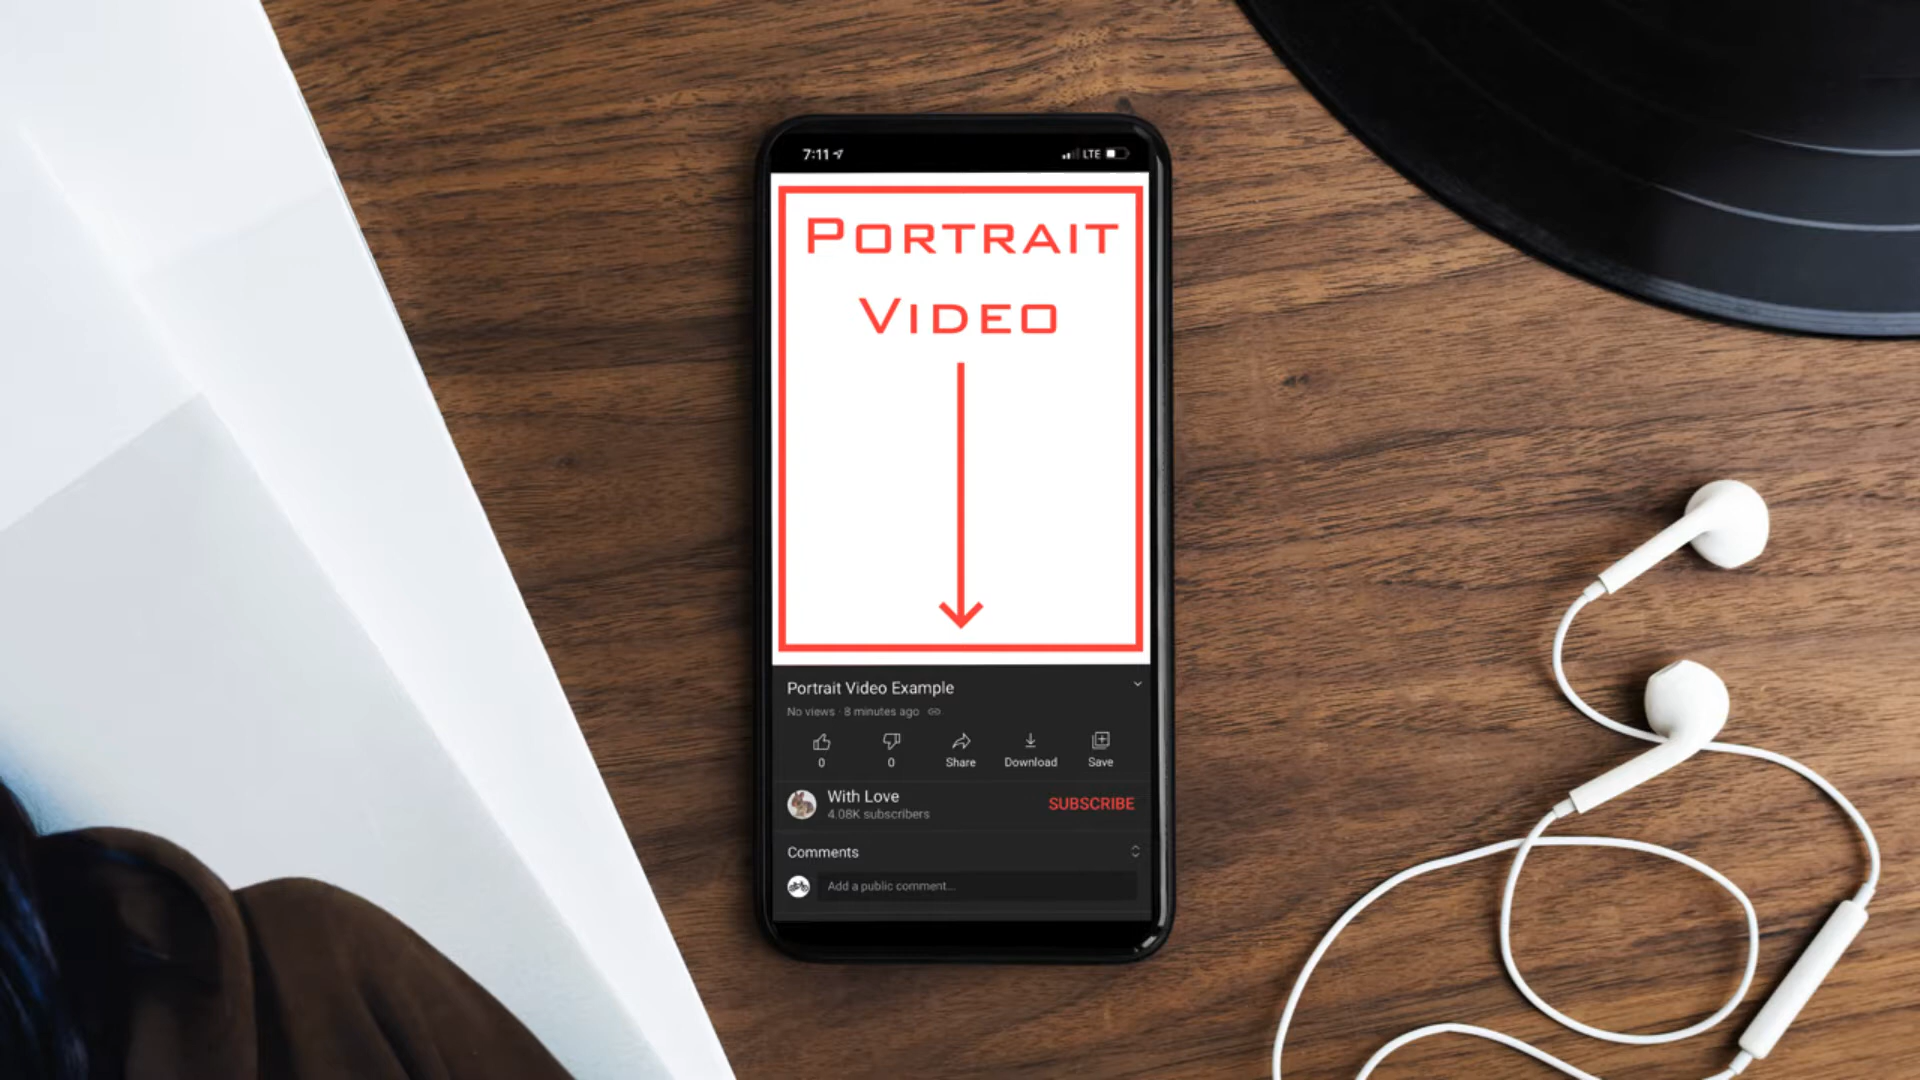 7:11
LTE
PORTRAIT
VIDEO
Portrait Video Example
No views · 8 minutes ago
0 0 Share Download Save
With Love
4.08K subscribers
SUBSCRIBE
Comments
Add a public comment...